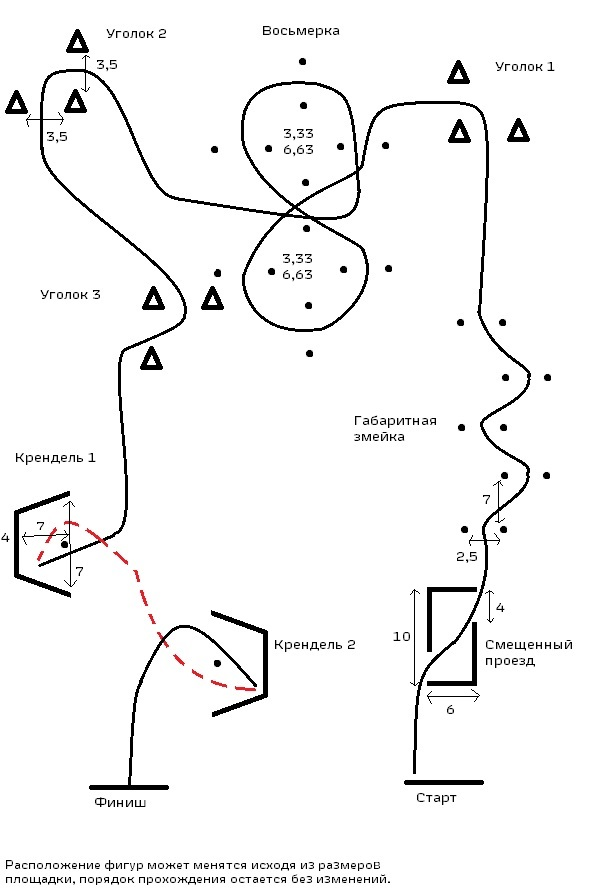 Уголок 2
Восьмерка
3,5
Уголок 1
3,5
3,33
6,63
3,33
6,63
Уголок 3
Габаритная
змейка
Крендель 1
7
4
7
7
2,5
4
10
Смещенный
проезд
Крендель 2
6
Финиш
Старт
Расположение фигур может менятся исходя из размеров
площадки, порядок прохождения остается без изменений.